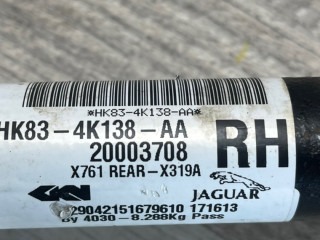 *HK83-4K138-AA*
HK83-4K138-AA
RH
20003708
X761 REAR-X319A
GKN
JAGUAR
29042151679610 171613
By 4030-8.288Kg Pass